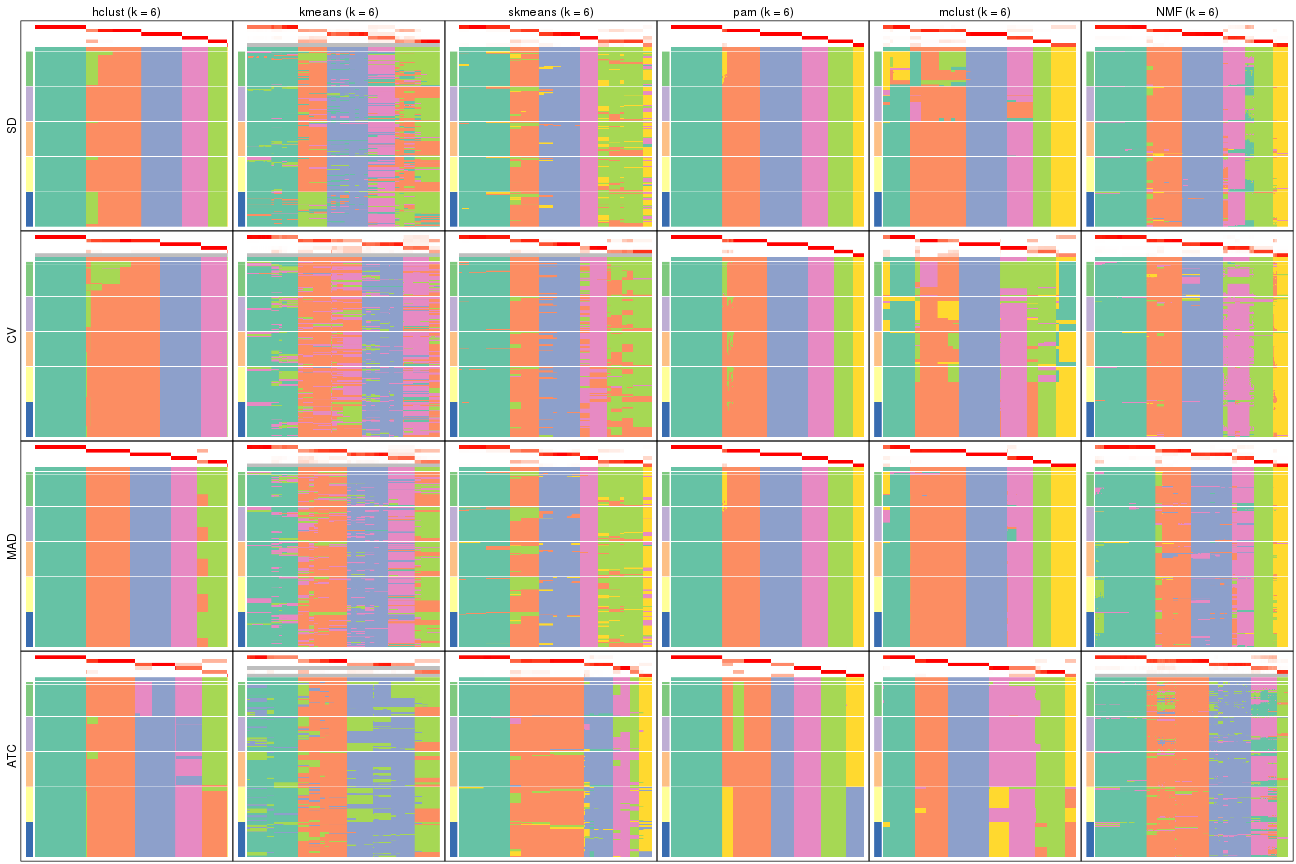 hclust (k = 6)
kmeans (k = 6)
skmeans (k = 6)
pam (k = 6)
mclust (k = 6)
NMF (k = 6)
SD
CV
MAD
ATC